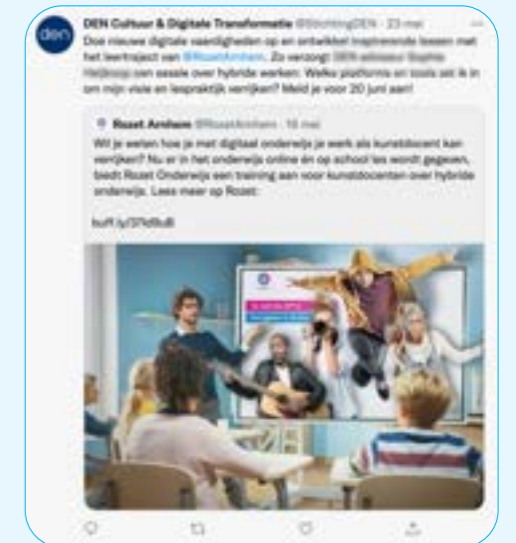 den
DEN Cultuur & Digitale Transformatie @StichtingDEN · 23 mei
Doe nieuwe digitale vaardigheden op en ontwikkel inspirerende lessen met
het leertraject van @RozetArnhem. Zo verzorgt
een sessie over hybride werken: Welke platforms en tools zet ik in
om mijn visie en lespraktijk verrijken? Meld je voor 20 juni aan!
Rozet Arnhem @RozetArnhem ·
Wil je weten hoe je met digitaal onderwijs je werk als kunstdocent kan
verrijken? Nu er in het onderwijs online én op school les wordt gegeven,
biedt Rozet Onderwijs een training aan voor kunstdocenten over hybride
onderwijs. Lees meer op Rozet: